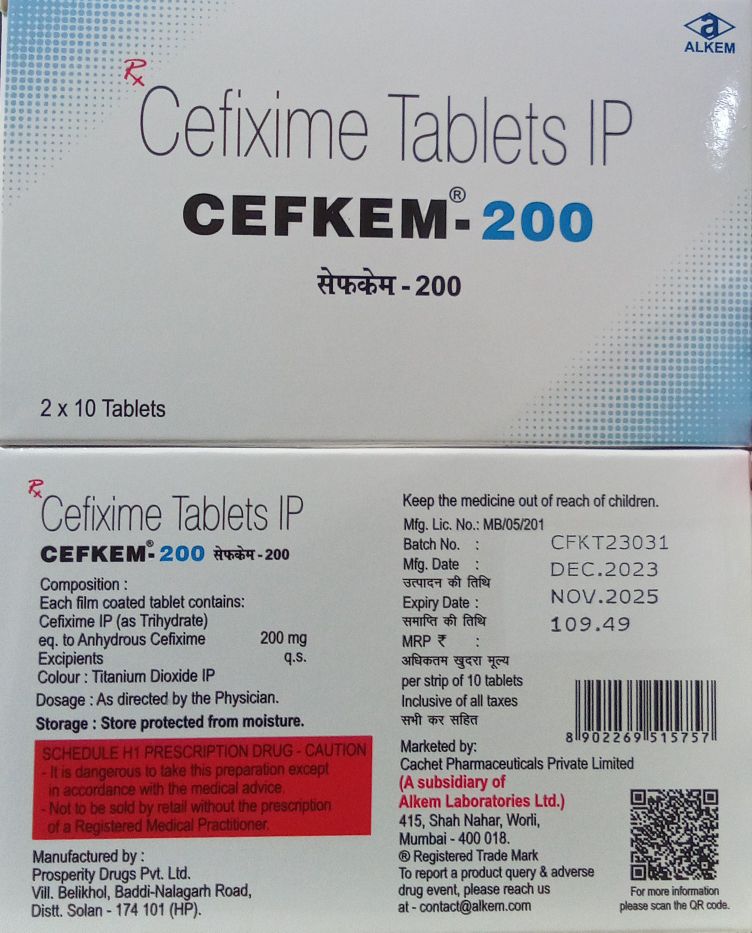 ALKEM
Rx
Cefixime Tablets IP
CEFKEM®-200
सेफकेम - 200
2 x 10 Tablets
Rx
Cefixime Tablets IP
CEFKEM®-200 सेफकेम - 200
Composition :
Each film coated tablet contains:
Cefixime IP (as Trihydrate)
eq. to Anhydrous Cefixime 200 mg
Excipients q.s.
Colour : Titanium Dioxide IP
Dosage : As directed by the Physician.
Storage : Store protected from moisture.
SCHEDULE H1 PRESCRIPTION DRUG - CAUTION
- It is dangerous to take this preparation except
in accordance with the medical advice.
- Not to be sold by retail without the prescription
of a Registered Medical Practitioner.
Manufactured by :
Prosperity Drugs Pvt. Ltd.
Vill. Belikhol, Baddi-Nalagarh Road,
Distt. Solan - 174 101 (HP).
Keep the medicine out of reach of children.
Mfg. Lic. No.: MB/05/201
Batch No. : CFKT23031
Mfg. Date : DEC.2023
उत्पादन की तिथि
Expiry Date : NOV.2025
समाप्ति की तिथि
MRP ₹ : 109.49
अधिकतम खुदरा मूल्य
per strip of 10 tablets
Inclusive of all taxes
सभी कर सहित
8 902269 515757
Marketed by:
Cachet Pharmaceuticals Private Limited
(A subsidiary of
Alkem Laboratories Ltd.)
415, Shah Nahar, Worli,
Mumbai - 400 018.
® Registered Trade Mark
To report a product query & adverse
drug event, please reach us
at - contact@alkem.com
For more information
please scan the QR code.